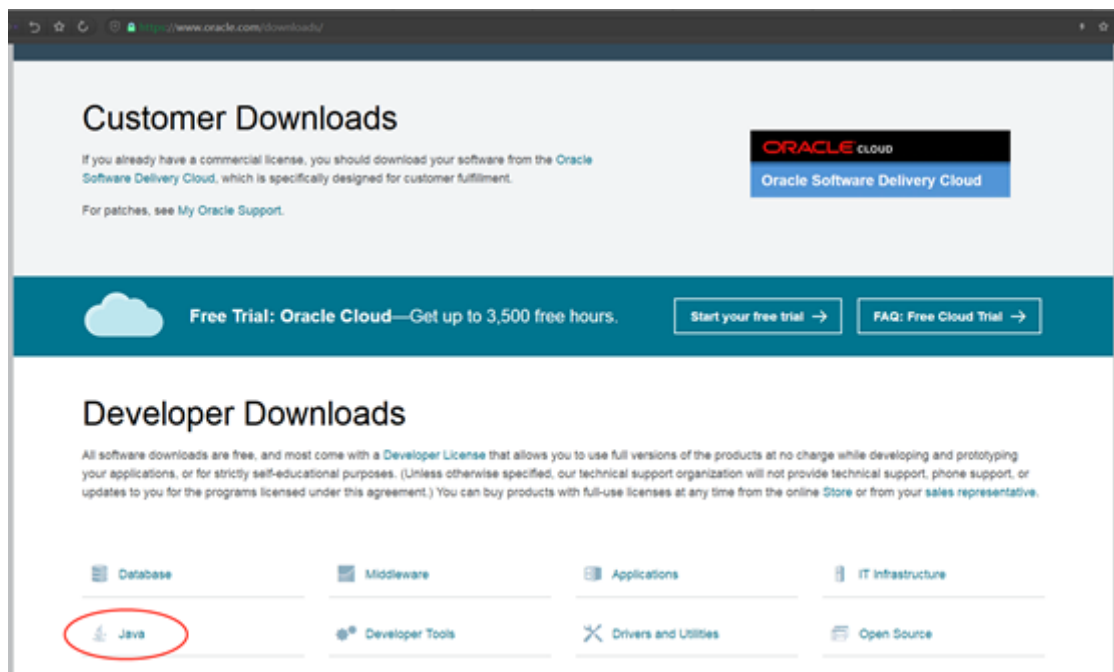 https://www.oracle.com/downloads/
Customer Downloads
If you already have a commercial license, you should download your software from the Oracle
Software Delivery Cloud, which is specifically designed for customer fulfillment.
For patches, see My Oracle Support.
ORACLE CLOUD
Oracle Software Delivery Cloud
Free Trial: Oracle Cloud—Get up to 3,500 free hours.
Start your free trial →
FAQ: Free Cloud Trial →
Developer Downloads
All software downloads are free, and most come with a Developer License that allows you to use full versions of the products at no charge while developing and prototyping
your applications, or for strictly self-educational purposes. (Unless otherwise specified, our technical support organization will not provide technical support, phone support, or
updates to you for the programs licensed under this agreement.) You can buy products with full-use licenses at any time from the online Store or from your sales representative.
Database
Middleware
Applications
IT Infrastructure
Java
Developer Tools
Drivers and Utilities
Open Source